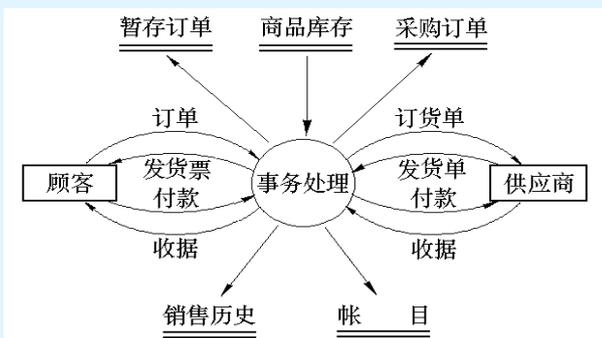 暂存订单 商品库存 采购订单
订单 订货单
发货票 发货单
顾客 事务处理 供应商
付款 付款
收据 收据
销售历史 帐 目